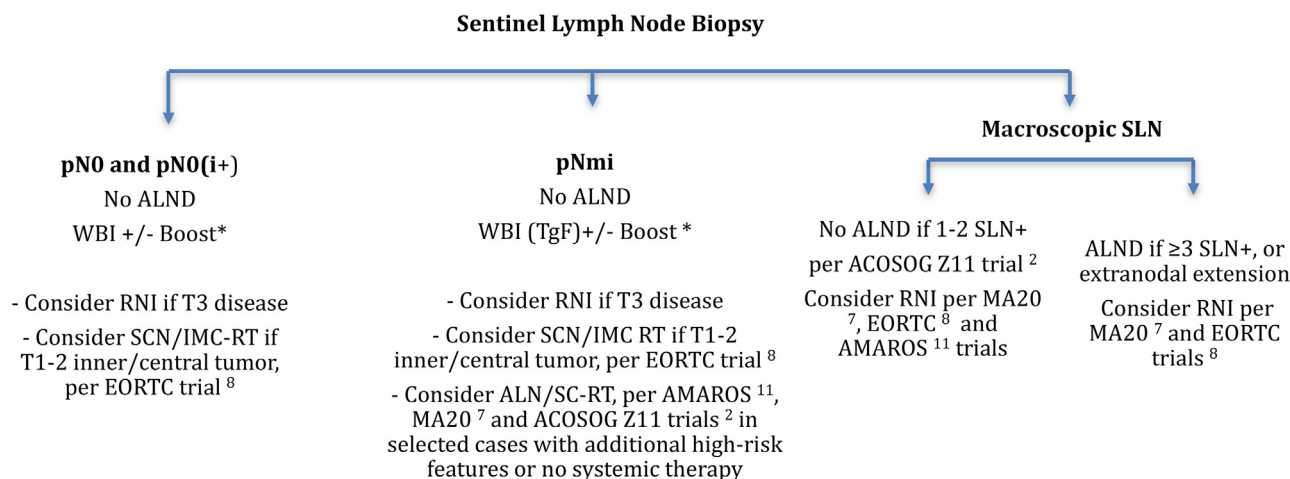 Sentinel Lymph Node Biopsy
pN0 and pN0(i+)
No ALND
WBI +/- Boost*
- Consider RNI if T3 disease
- Consider SCN/IMC-RT if
T1-2 inner/central tumor,
per EORTC trial 8
pNmi
No ALND
WBI (TgF)+/- Boost *
- Consider RNI if T3 disease
- Consider SCN/IMC RT if T1-2
inner/central tumor, per EORTC trial 8
- Consider ALN/SC-RT, per AMAROS 11,
MA20 7 and ACOSOG Z11 trials 2 in
selected cases with additional high-risk
features or no systemic therapy
Macroscopic SLN
No ALND if 1-2 SLN+
per ACOSOG Z11 trial 2
Consider RNI per MA20
7, EORTC 8 and
AMAROS 11 trials
ALND if ≥3 SLN+, or
extranodal extension
Consider RNI per
MA20 7 and EORTC
trials 8